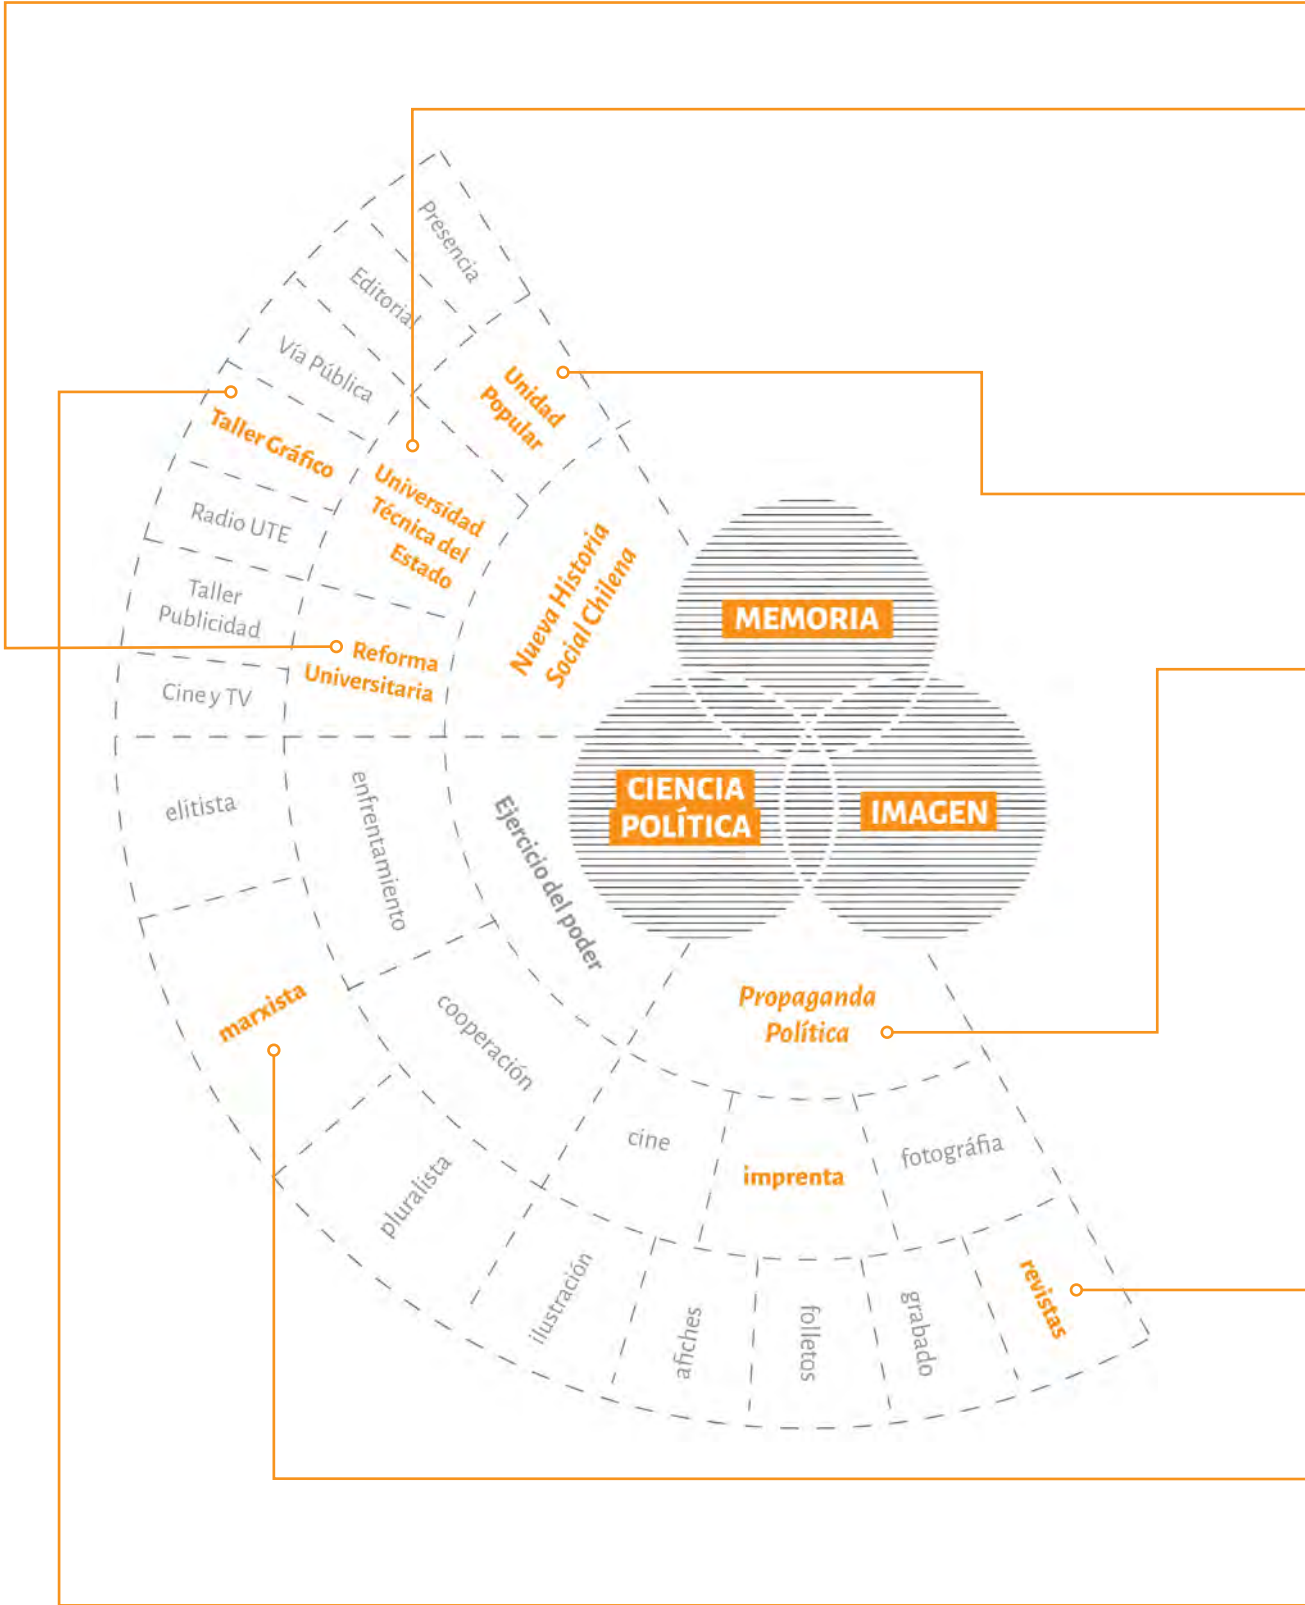 Presencia
Editorial
Vía Pública
Taller Gráfico
Radio UTE
Taller
Publicidad
Cine y TV
Unidad
Popular
Universidad
Técnica del
Estado
Reforma
Universitaria
Nueva Historia
Social Chilena
MEMORIA
CIENCIA
POLÍTICA
IMAGEN
elitista
enfrentamiento
Ejercicio del poder
marxista
cooperación
pluralista
Propaganda
Política
cine
imprenta
fotográfia
ilustración
afiches
folletos
grabado
revistas